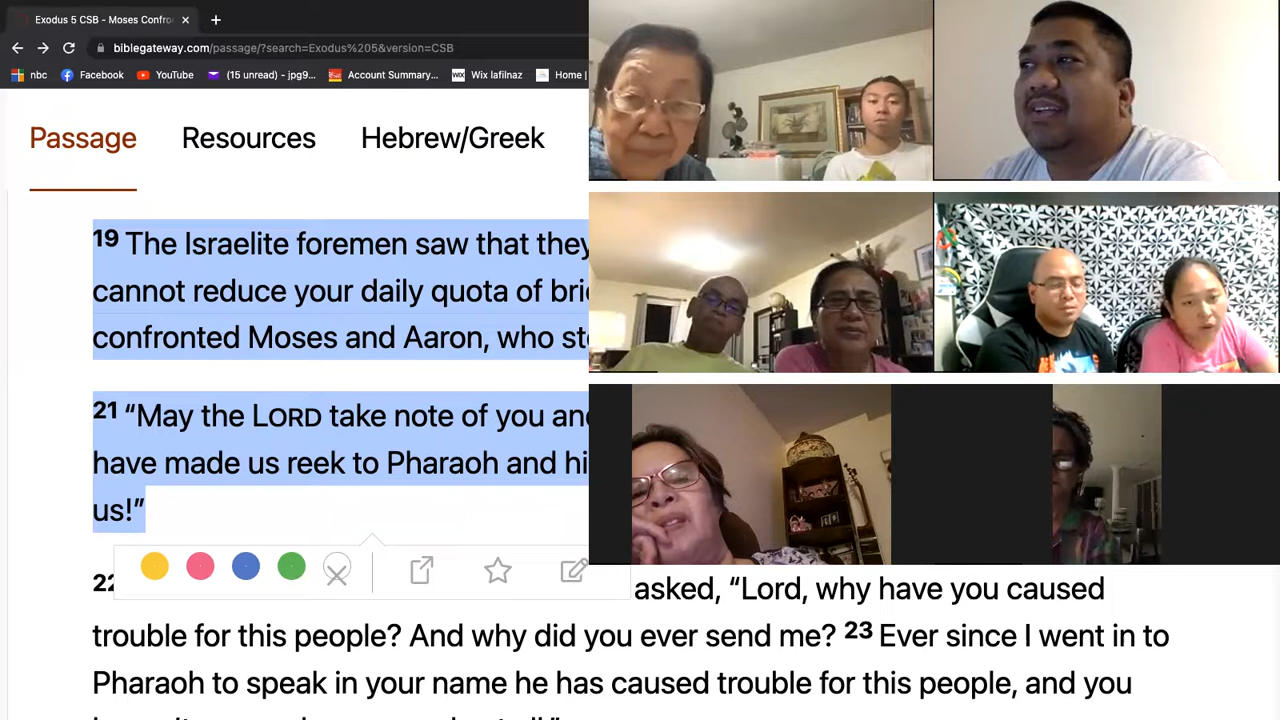 Exodus 5 CSB - Moses Confro
biblegateway.com/passage/?search=Exodus%205&version=CSB
nbc Facebook YouTube (15 unread) - jpg9... Account Summary... WIX Wix lafilnaz Home |
Passage Resources Hebrew/Greek
19 The Israelite foremen saw that they
cannot reduce your daily quota of bri
confronted Moses and Aaron, who st
21 “May the LORD take note of you and
have made us reek to Pharaoh and hi
us!”
22 asked, “Lord, why have you caused
trouble for this people? And why did you ever send me? 23 Ever since I went in to
Pharaoh to speak in your name he has caused trouble for this people, and you